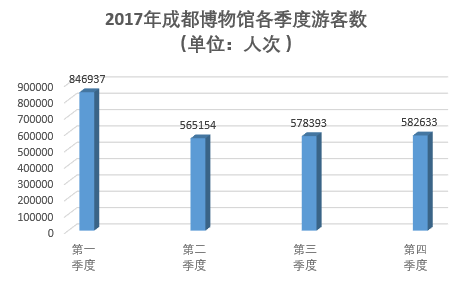 2017年成都博物馆各季度游客数
(单位：人次 )
846937
565154
578393
582633
900000
800000
700000
600000
500000
400000
300000
200000
100000
0
第一
季度
第二
季度
第三
季度
第四
季度